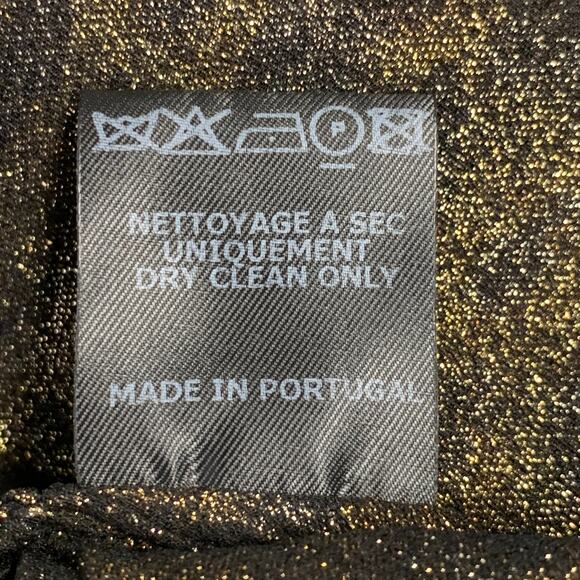 P
NETTOYAGE A SEC
UNIQUEMENT
DRY CLEAN ONLY
MADE IN PORTUGAL